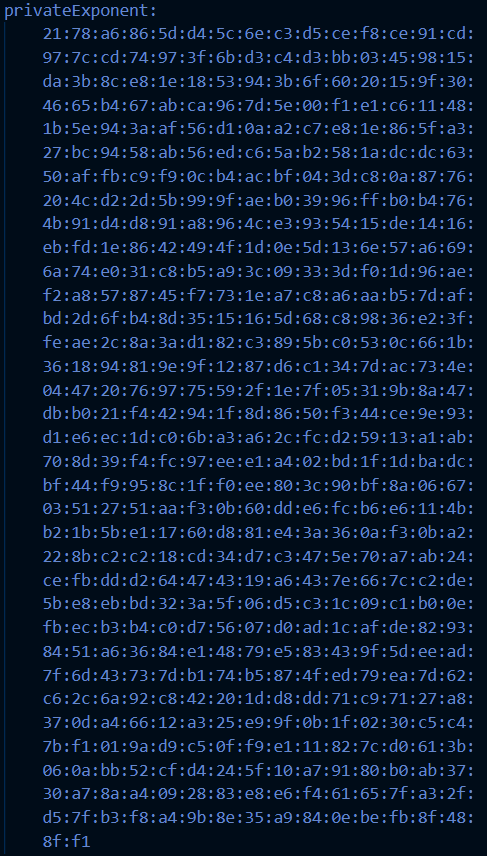 privateExponent:
21:78:a6:86:5d:d4:5c:6e:c3:d5:ce:f8:ce:91:cd:
97:7c:cd:74:97:3f:6b:d3:c4:d3:bb:03:45:98:15:
da:3b:8c:e8:1e:18:53:94:3b:6f:60:20:15:9f:30:
46:65:b4:67:ab:ca:96:7d:5e:00:f1:e1:c6:11:48:
1b:5e:94:3a:af:56:d1:0a:a2:c7:e8:1e:86:5f:a3:
27:bc:94:58:ab:56:ed:c6:5a:b2:58:1a:dc:dc:63:
50:af:fb:c9:f9:0c:b4:ac:bf:04:3d:c8:0a:87:76:
20:4c:d2:2d:5b:99:9f:ae:b0:39:96:ff:b0:b4:76:
4b:91:d4:d8:91:a8:96:4c:e3:93:54:15:de:14:16:
eb:fd:1e:86:42:49:4f:1d:0e:5d:13:6e:57:a6:69:
6a:74:e0:31:c8:b5:a9:3c:09:33:3d:f0:1d:96:ae:
f2:a8:57:87:45:f7:73:1e:a7:c8:a6:aa:b5:7d:af:
bd:2d:6f:b4:8d:35:15:16:5d:68:c8:98:36:e2:3f:
fe:ae:2c:8a:3a:d1:82:c3:89:5b:c0:53:0c:66:1b:
36:18:94:81:9e:9f:12:87:d6:c1:34:7d:ac:73:4e:
04:47:20:76:97:75:59:2f:1e:7f:05:31:9b:8a:47:
db:b0:21:f4:42:94:1f:8d:86:50:f3:44:ce:9e:93:
d1:e6:ec:1d:c0:6b:a3:a6:2c:fc:d2:59:13:a1:ab:
70:8d:39:f4:fc:97:ee:e1:a4:02:bd:1f:1d:ba:dc:
bf:44:f9:95:8c:1f:f0:ee:80:3c:90:bf:8a:06:67:
03:51:27:51:aa:f3:0b:60:dd:e6:fc:b6:e6:11:4b:
b2:1b:5b:e1:17:60:d8:81:e4:3a:36:0a:f3:0b:a2:
22:8b:c2:c2:18:cd:34:d7:c3:47:5e:70:a7:ab:24:
ce:fb:dd:d2:64:47:43:19:a6:43:7e:66:7c:c2:de:
5b:e8:eb:bd:32:3a:5f:06:d5:c3:1c:09:c1:b0:0e:
fb:ec:b3:b4:c0:d7:56:07:d0:ad:1c:af:de:82:93:
84:51:a6:36:84:e1:48:79:e5:83:43:9f:5d:ee:ad:
7f:6d:43:73:7d:b1:74:b5:87:4f:ed:79:ea:7d:62:
c6:2c:6a:92:c8:42:20:1d:d8:dd:71:c9:71:27:a8:
37:0d:a4:66:12:a3:25:e9:9f:0b:1f:02:30:c5:c4:
7b:f1:01:9a:d9:c5:0f:f9:e1:11:82:7c:d0:61:3b:
06:0a:bb:52:cf:d4:24:5f:10:a7:91:80:b0:ab:37:
30:a7:8a:a4:09:28:83:e8:e6:f4:61:65:7f:a3:2f:
d5:7f:b3:f8:a4:9b:8e:35:a9:84:0e:be:fb:8f:48:
8f:f1